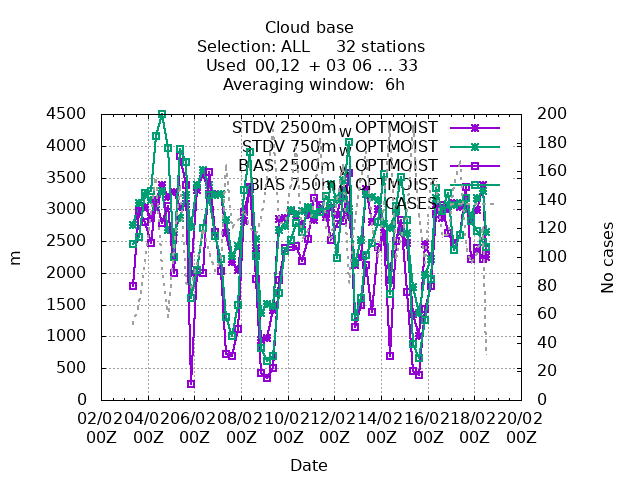 Cloud base
Selection: ALL 32 stations
Used 00,12 + 03 06 ... 33
Averaging window: 6h
4500 200
STDV 2500m W OPTMOIST
4000 180
STDV 750m W OPTMOIST
BIAS 2500m W OPTMOIST
3500 160
BIAS 750m W OPTMOIST
CASES
3000 140
2500 120
2000 100
1500 80
1000 60
500 40
20
0 0
m
No cases
02/02 04/02 06/02 08/02 10/02 12/02 14/02 16/02 18/02 20/02
00Z 00Z 00Z 00Z 00Z 00Z 00Z 00Z 00Z 00Z
Date